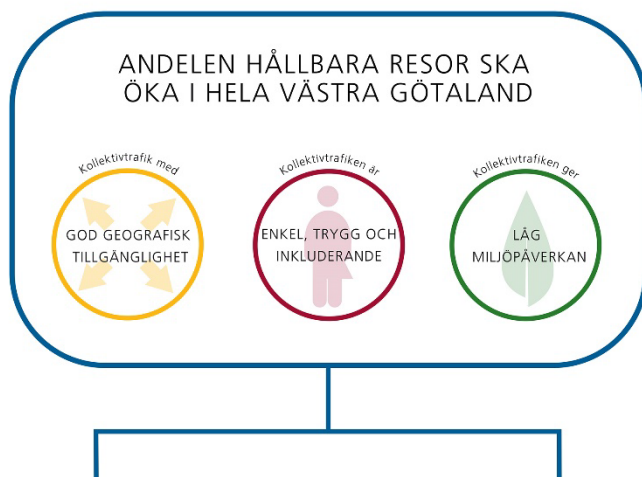 ANDELEN HÅLLBARA RESOR SKA
ÖKA I HELA VÄSTRA GÖTALAND
Kollektivtrafik med
GOD GEOGRAFISK
TILLGÄNGLIGHET
Kollektivtrafiken är
ENKEL, TRYGG OCH
INKLUDERANDE
Kollektivtrafiken ger
LÅG
MILJÖPÅVERKAN